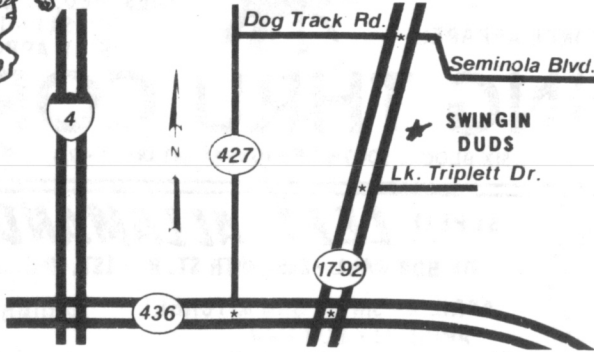 Dog Track Rd.
Seminola Blvd.
4
SWINGIN
DUDS
N
427
Lk. Triplett Dr.
17-92
436